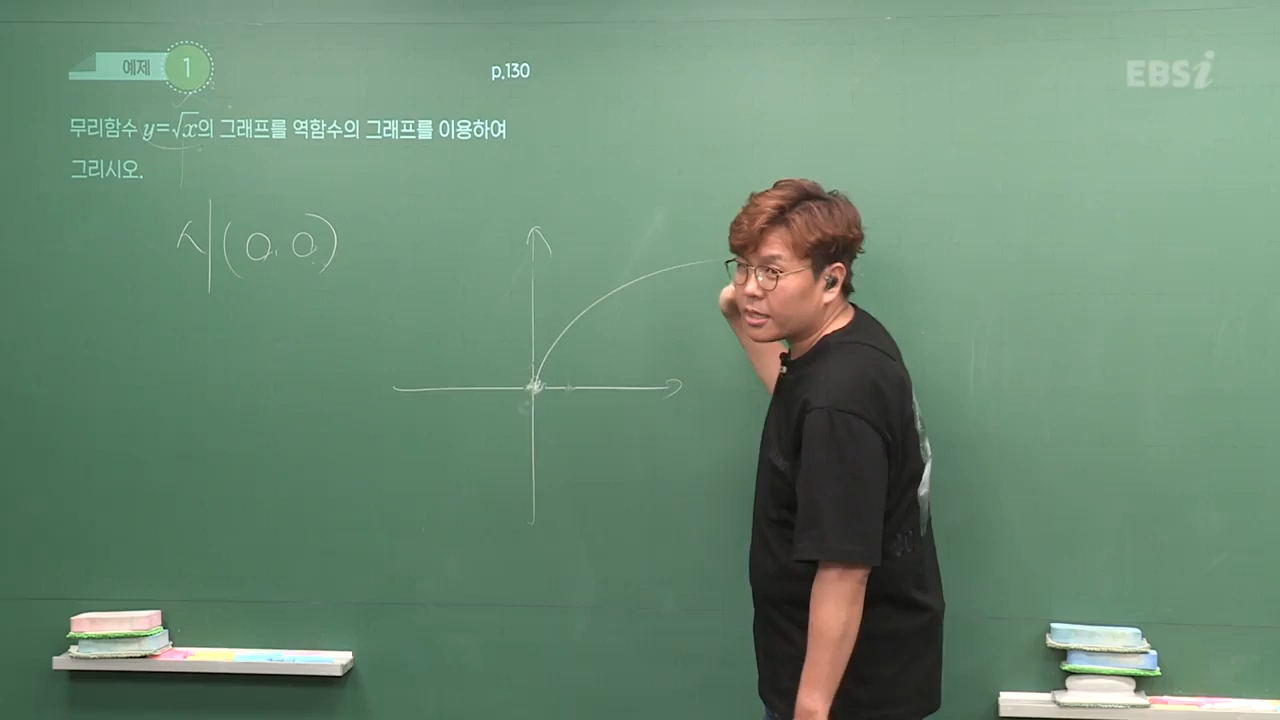 예제 1
p.130
EBSi
무리함수 y=√x의 그래프를 역함수의 그래프를 이용하여
그리시오.
시(0, 0)